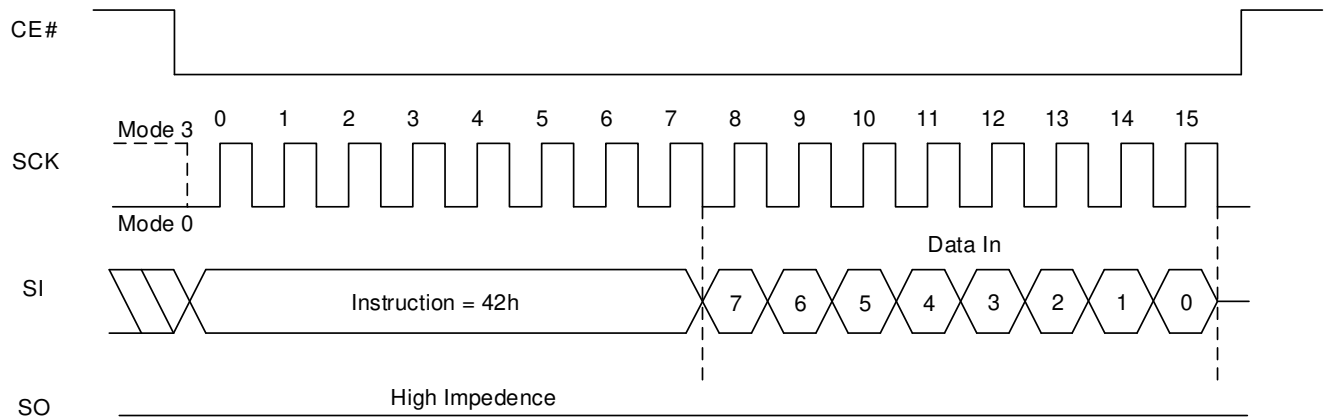 CE#
0 1 2 3 4 5 6 7 8 9 10 11 12 13 14 15
Mode 3
SCK
Mode 0
Data In
SI
Instruction = 42h
7 6 5 4 3 2 1 0
High Impedence
SO